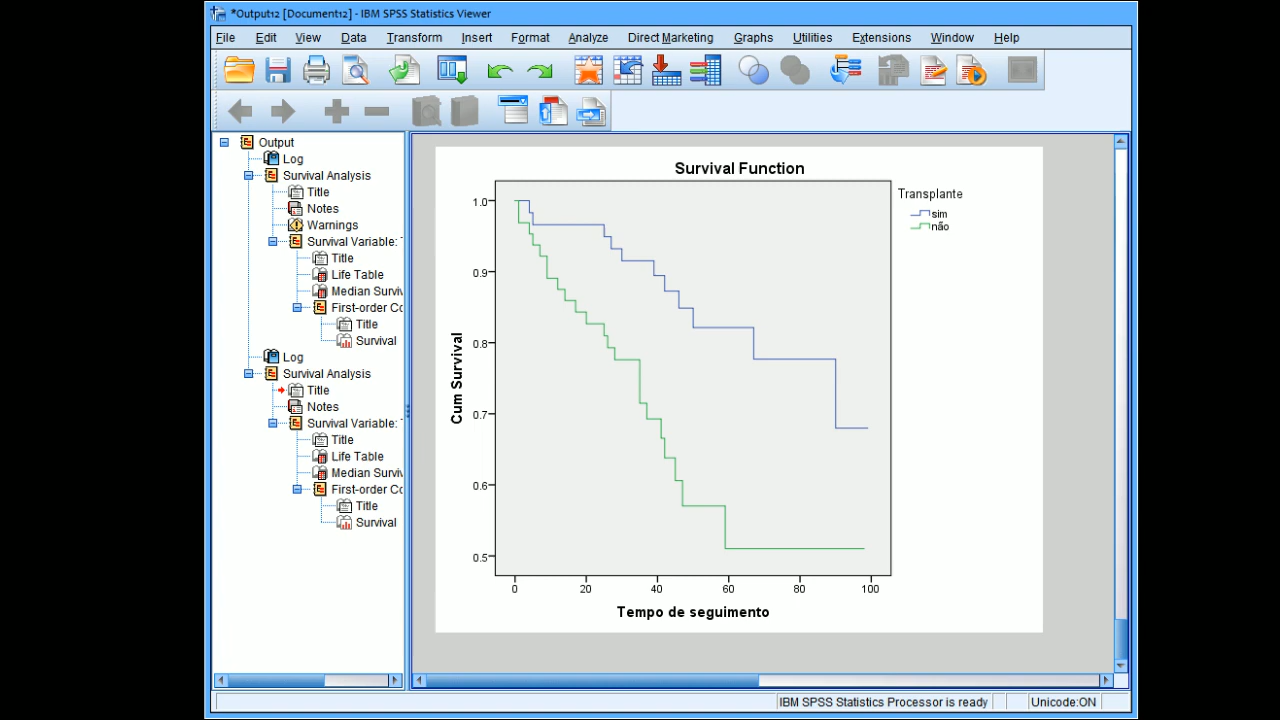 *Output12 [Document12] - IBM SPSS Statistics Viewer
File Edit View Data Transform Insert Format Analyze Direct Marketing Graphs Utilities Extensions Window Help
Output
Log
Survival Analysis
Title
Notes
Warnings
Survival Variable:
Title
Life Table
Median Surviv
First-order Co
Title
Survival
Log
Survival Analysis
Title
Notes
Survival Variable:
Title
Life Table
Median Surviv
First-order Co
Title
Survival
Survival Function
Transplante
sim
não
1.0
0.9
0.8
0.7
0.6
0.5
Cum Survival
0 20 40 60 80 100
Tempo de seguimento
IBM SPSS Statistics Processor is ready Unicode:ON